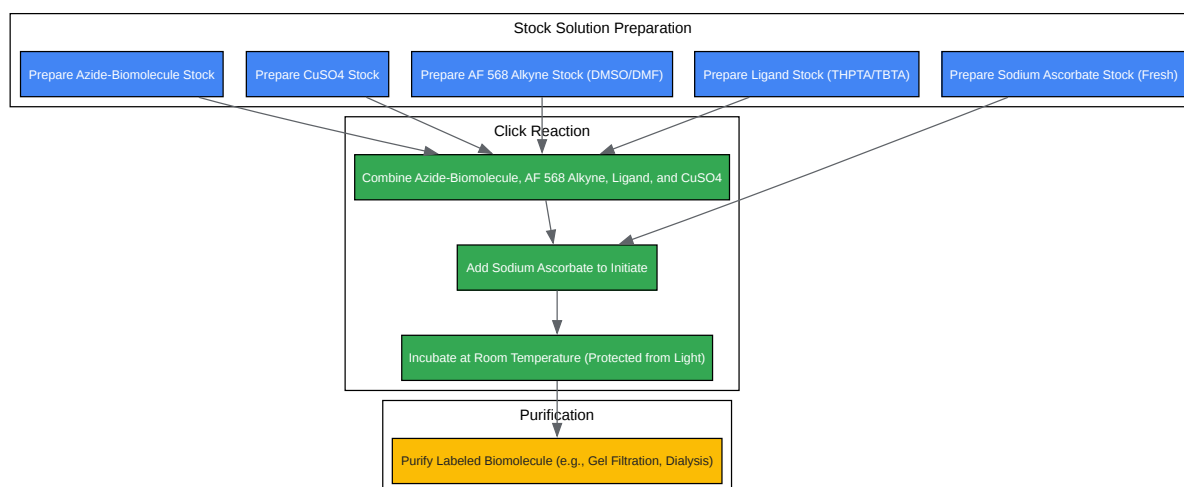 Stock Solution Preparation
Prepare Azide-Biomolecule Stock
Prepare CuSO4 Stock
Prepare AF 568 Alkyne Stock (DMSO/DMF)
Prepare Ligand Stock (THPTA/TBTA)
Prepare Sodium Ascorbate Stock (Fresh)
Click Reaction
Combine Azide-Biomolecule, AF 568 Alkyne, Ligand, and CuSO4
Add Sodium Ascorbate to Initiate
Incubate at Room Temperature (Protected from Light)
Purification
Purify Labeled Biomolecule (e.g., Gel Filtration, Dialysis)